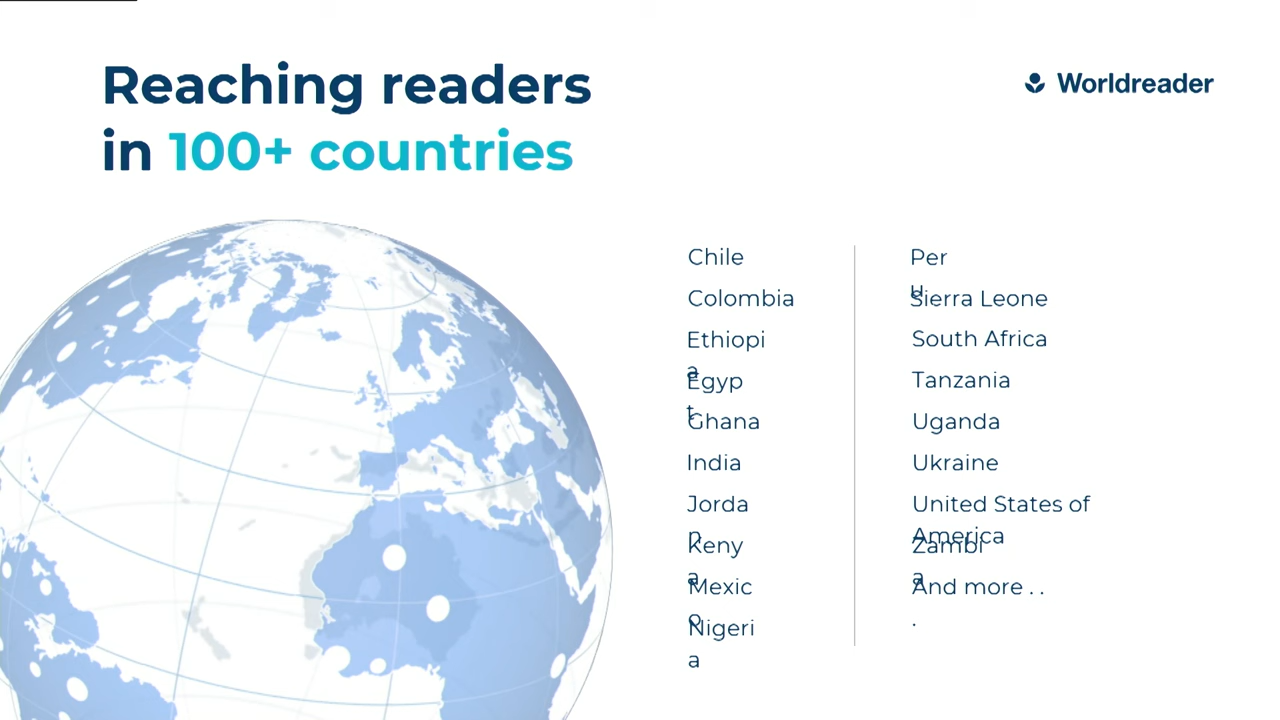 Reaching readers
in 100+ countries
Worldreader
Chile
Colombia
Ethiopi
a
Egyp
t
Ghana
India
Jorda
n
Keny
a
Mexic
o
Nigeri
a
Per
u
Sierra Leone
South Africa
Tanzania
Uganda
Ukraine
United States of
America
Zambi
a
And more . .
.